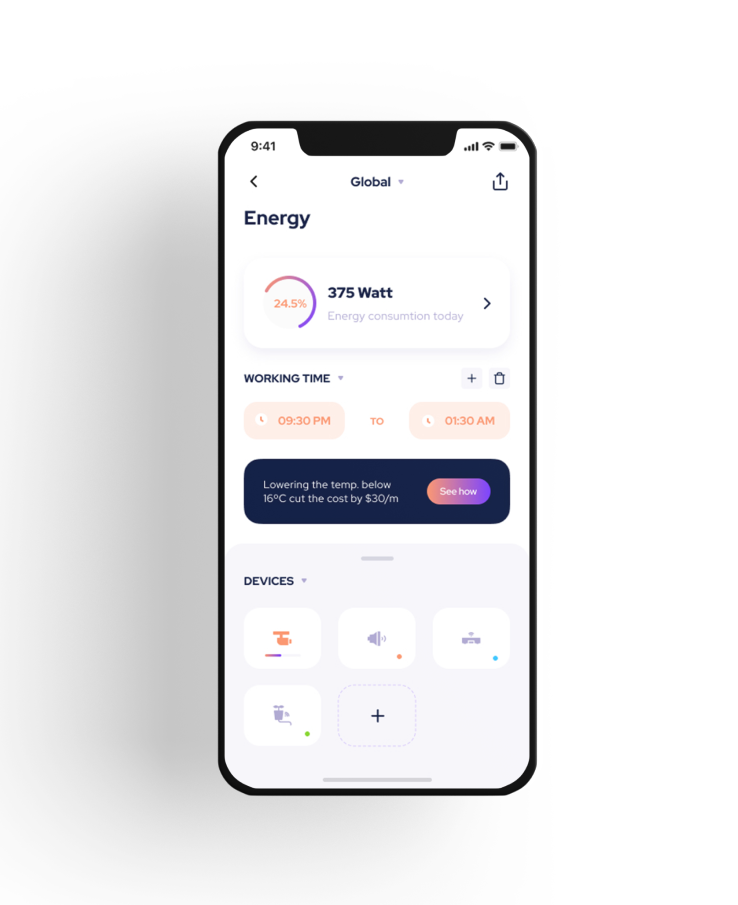 9:41
Global
Energy
24.5%
375 Watt
Energy consumtion today
WORKING TIME
09:30 PM TO 01:30 AM
Lowering the temp. below
16ºC cut the cost by $30/m
See how
DEVICES